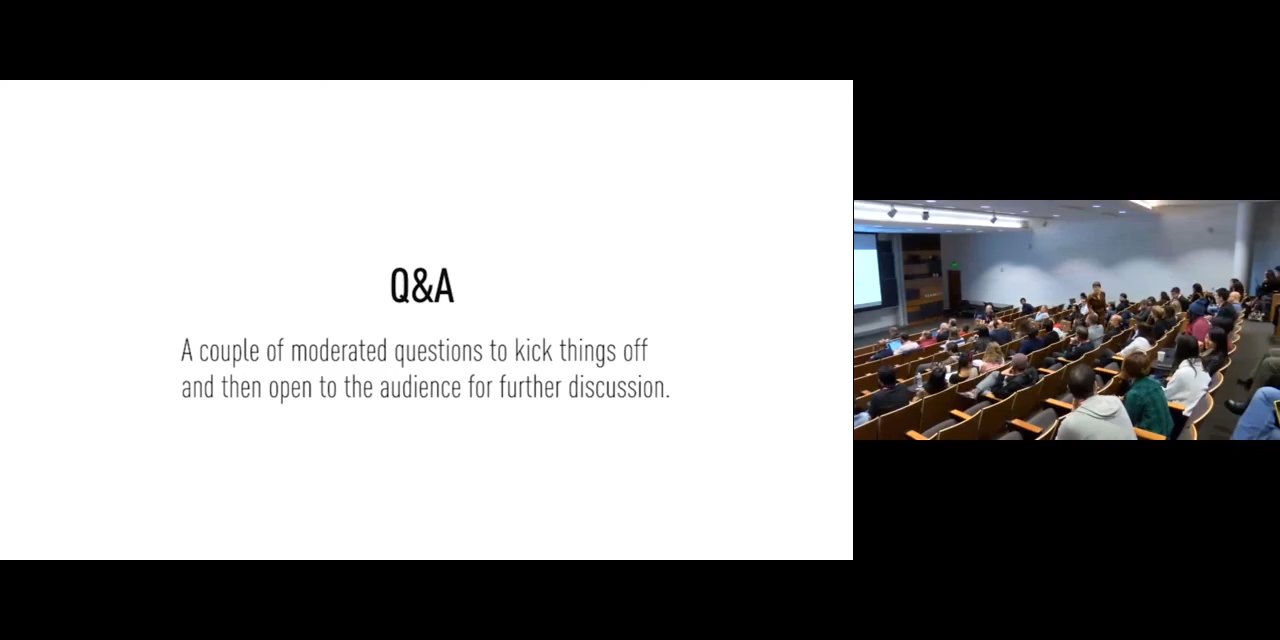 Q&A
A couple of moderated questions to kick things off
and then open to the audience for further discussion.